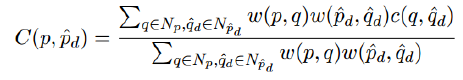 $$C(p, \hat{p}_d) = \frac{\sum_{q \in N_p, \hat{q}_d \in N_{\hat{p}_d}} w(p, q) w(\hat{p}_d, \hat{q}_d) c(q, \hat{q}_d)}{\sum_{q \in N_p, \hat{q}_d \in N_{\hat{p}_d}} w(p, q) w(\hat{p}_d, \hat{q}_d)}$$